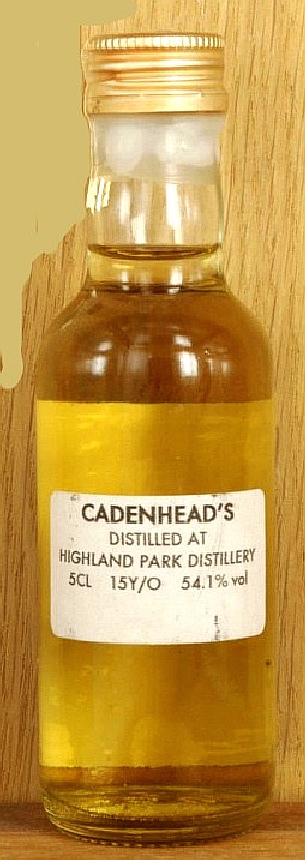 CADENHEAD'S
DISTILLED AT
HIGHLAND PARK DISTILLERY
5CL 15Y/O 54.1% vol